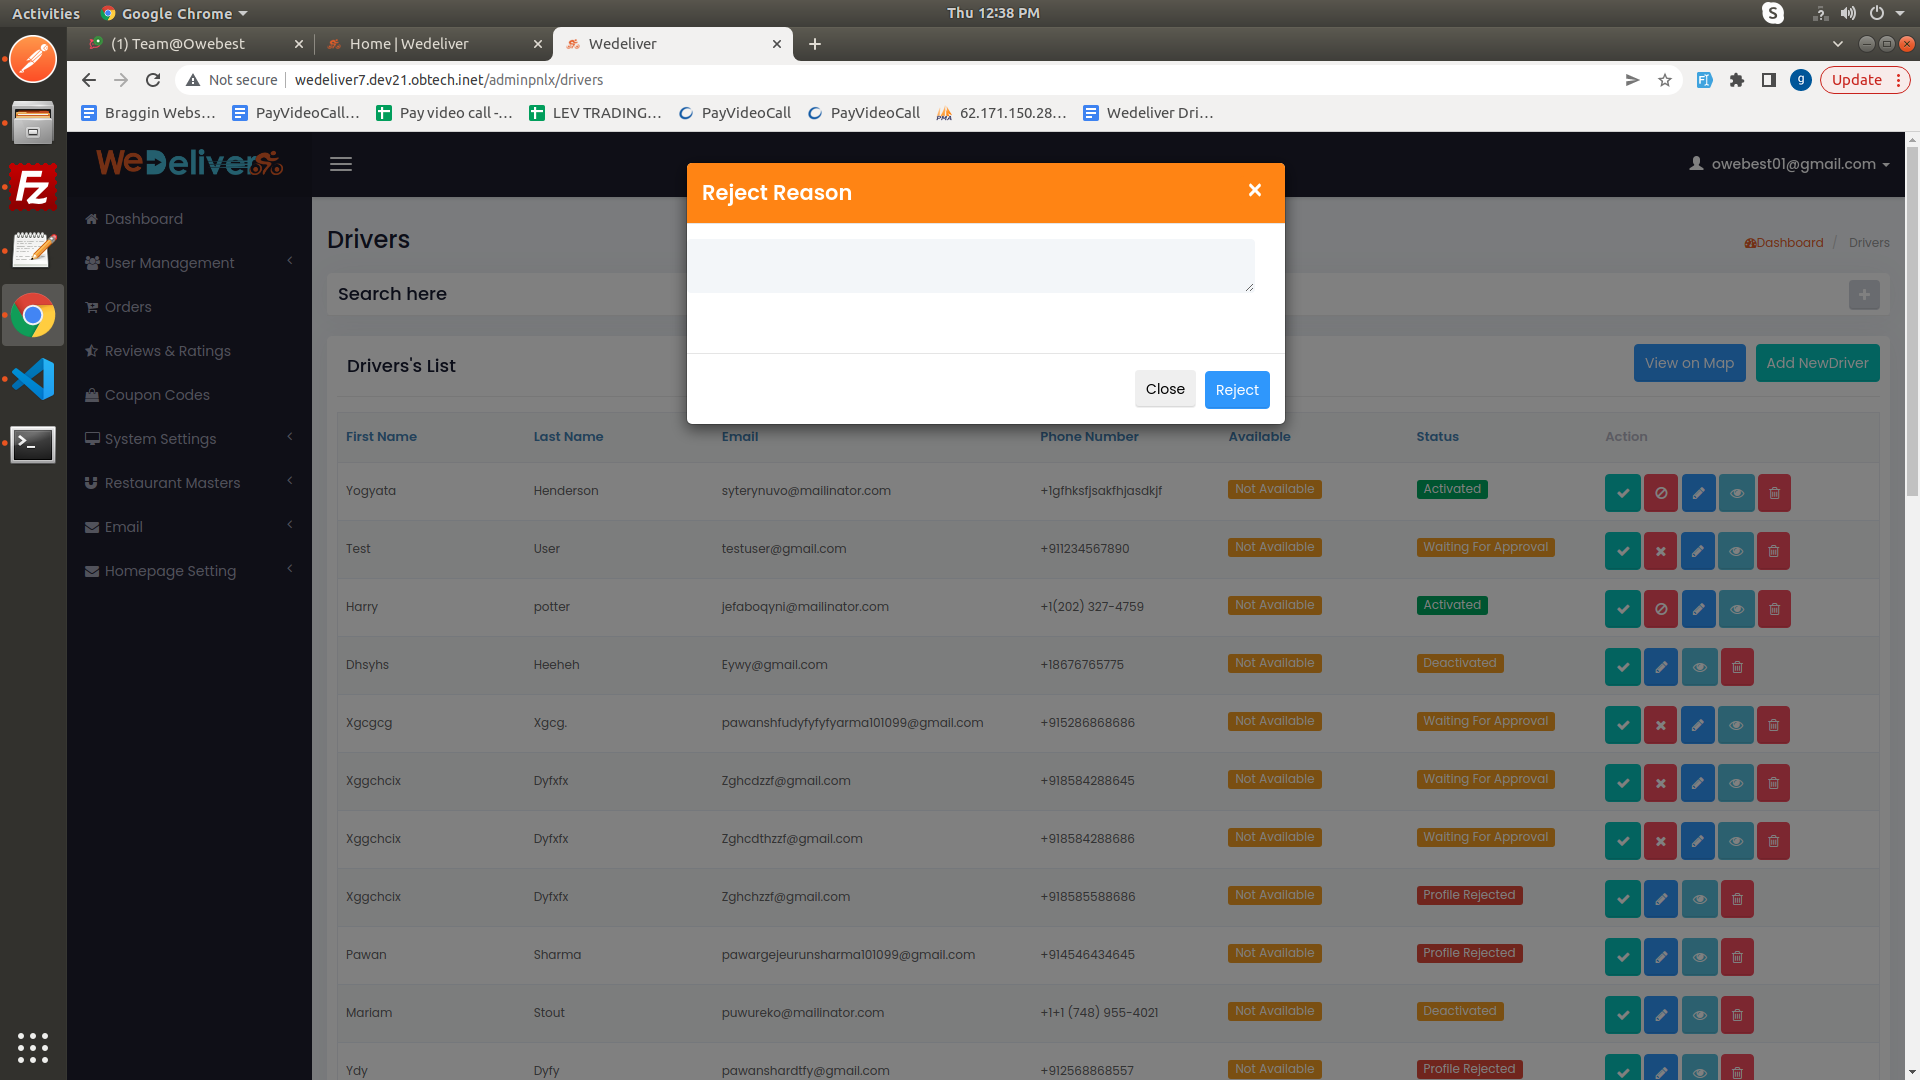 Activities Google Chrome Thu 12:38 PM
(1) Team@Owebest Home | Wedeliver Wedeliver
Not secure wedeliver7.dev21.obtech.inet/adminpnlx/drivers g Update
Braggin Webs... PayVideoCall... Pay video call -... LEV TRADING... PayVideoCall PayVideoCall 62.171.150.28... Wedeliver Dri...
WeDeliver876 owebest01@gmail.com
Dashboard
User Management
Orders
Reviews & Ratings
Coupon Codes
System Settings
Restaurant Masters
Email
Homepage Setting
Reject Reason
Close Reject
Drivers Dashboard / Drivers
Search here
Drivers's List View on Map Add NewDriver
First Name Last Name Email Phone Number Available Status Action
Yogyata Henderson syterynuvo@mailinator.com +1gfhksfjsakfhjasdkjf Not Available Activated
Test User testuser@gmail.com +911234567890 Not Available Waiting For Approval
Harry potter jefaboqyni@mailinator.com +1(202) 327-4759 Not Available Activated
Dhsyhs Heeheh Eywy@gmail.com +18676765775 Not Available Deactivated
Xgcgcg Xgcg. pawanshfudyfyfyfyarma101099@gmail.com +915286868686 Not Available Waiting For Approval
Xggchcix Dyfxfx Zghcdzzf@gmail.com +918584288645 Not Available Waiting For Approval
Xggchcix Dyfxfx Zghcdthzzf@gmail.com +918584288686 Not Available Waiting For Approval
Xggchcix Dyfxfx Zghchzzf@gmail.com +918585588686 Not Available Profile Rejected
Pawan Sharma pawargejeurunsharma101099@gmail.com +914546434645 Not Available Profile Rejected
Mariam Stout puwureko@mailinator.com +1+1 (748) 955-4021 Not Available Deactivated
Ydy Dyfy pawanshardtfy@gmail.com +912568868557 Not Available Profile Rejected